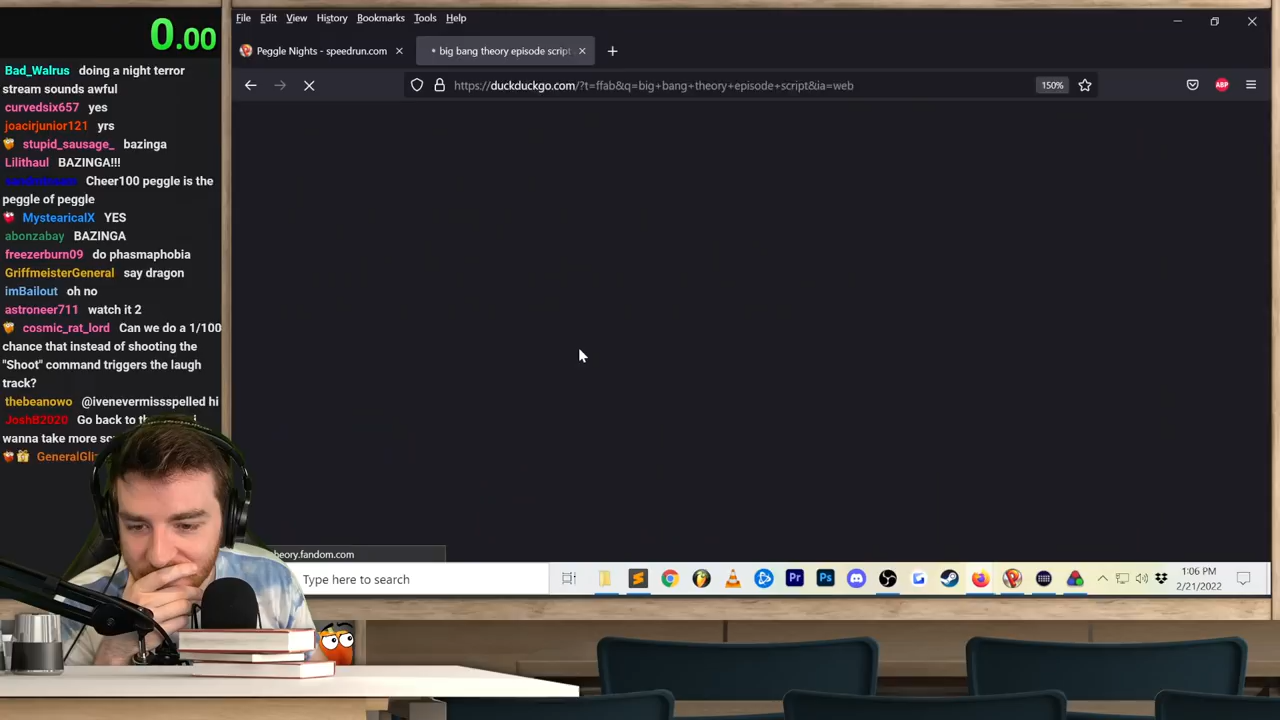 0.00
Bad_Walrus doing a night terror
stream sounds awful
curvedsix657 yes
joacirjunior121 yrs
stupid_sausage_ bazinga
Lilithaul BAZINGA!!!
Cheer100 peggle is the
peggle of peggle
MystearicalX YES
abonzabay BAZINGA
freezerburn09 do phasmaphobia
GriffmeisterGeneral say dragon
imBailout oh no
astroneer711 watch it 2
cosmic_rat_lord Can we do a 1/100
chance that instead of shooting the
"Shoot" command triggers the laugh
track?
thebeanowo @ivenevermissspelled hi
JoshB2020 Go back to
wanna take more
File Edit View History Bookmarks Tools Help
Peggle Nights - speedrun.com
big bang theory episode script
https://duckduckgo.com/?t=ffab&q=big+bang+theory+episode+script&ia=web
150%
ABP
heory.fandom.com
Type here to search
Pr
Ps
1:06 PM
2/21/2022